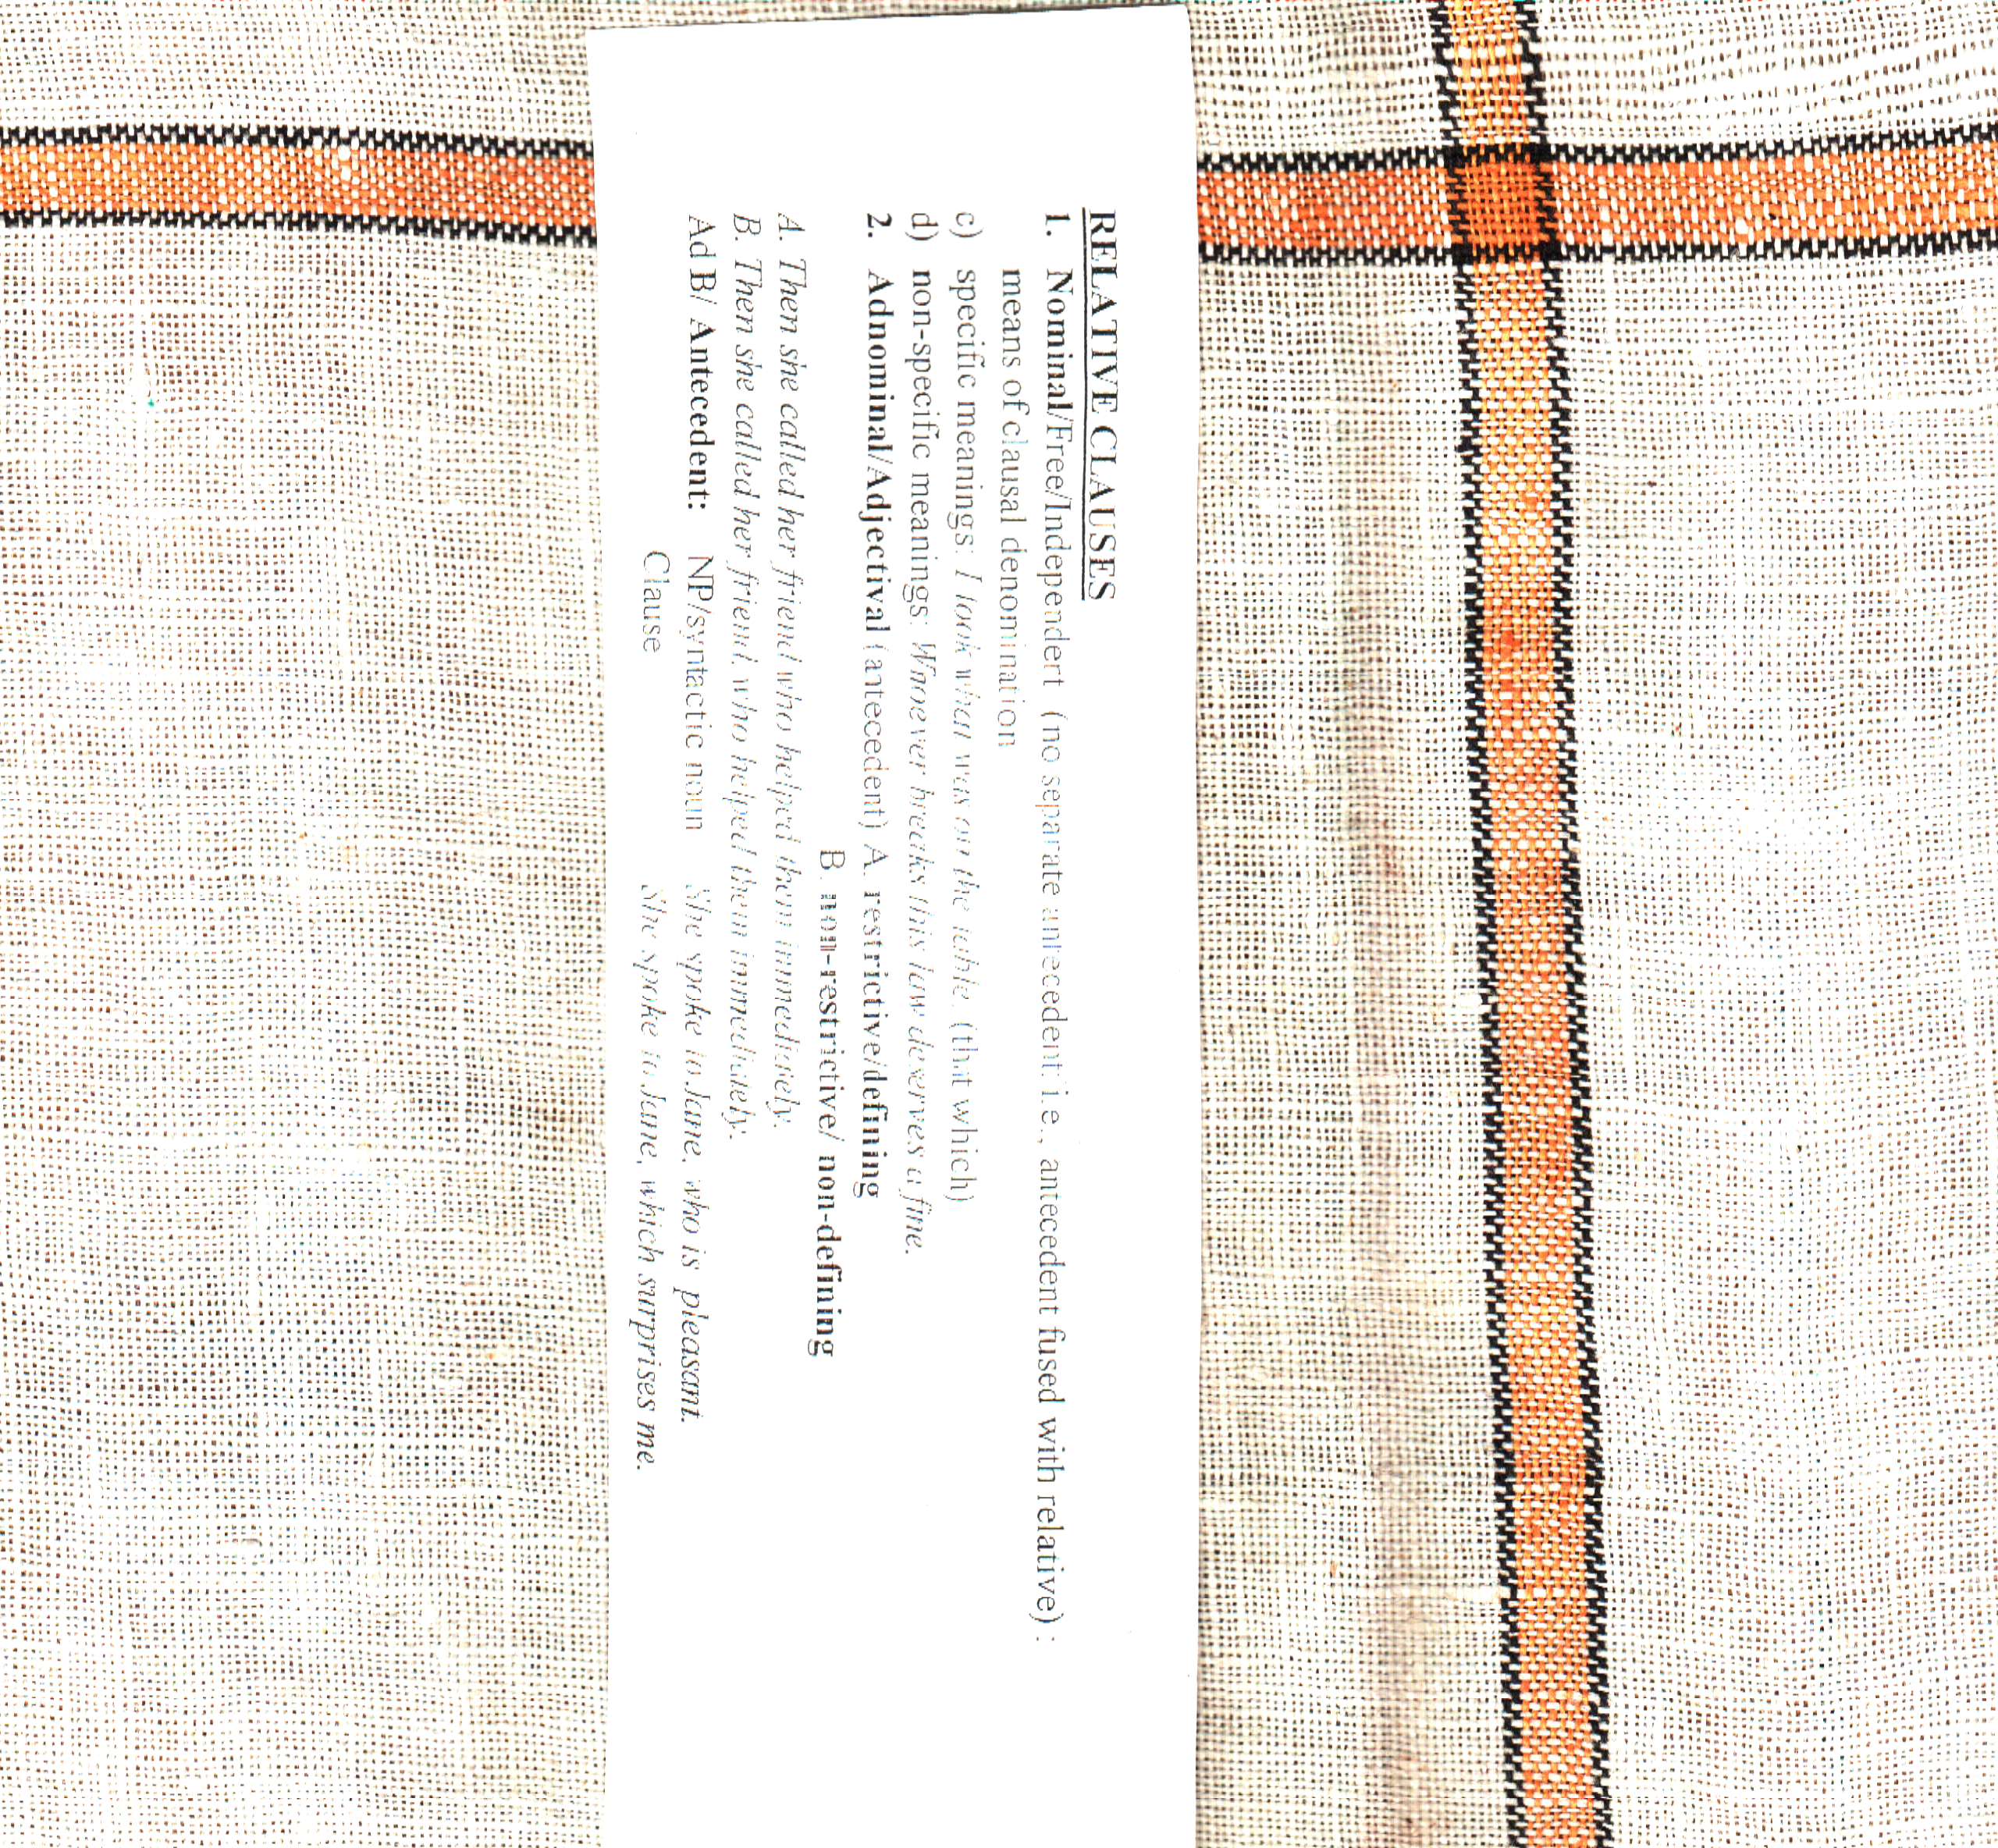 RELATIVE CLAUSES
1. Nominal/Free/Independent (no separate antecedent i.e., antecedent fused with relative) :
means of clausal denomination
c) specific meanings: I took what was on the table (that which)
d) non-specific meanings: Whoever breaks this law deserves a fine.
2. Adnominal/Adjectival (antecedent) A. restrictive/defining
B. non-restrictive/ non-defining
A. Then she called her friend who helped them immediately.
B. Then she called her friend, who helped them immediately.
Ad B/ Antecedent: NP/syntactic noun She spoke to Jane, who is pleasant.
Clause She spoke to Jane, which surprises me.